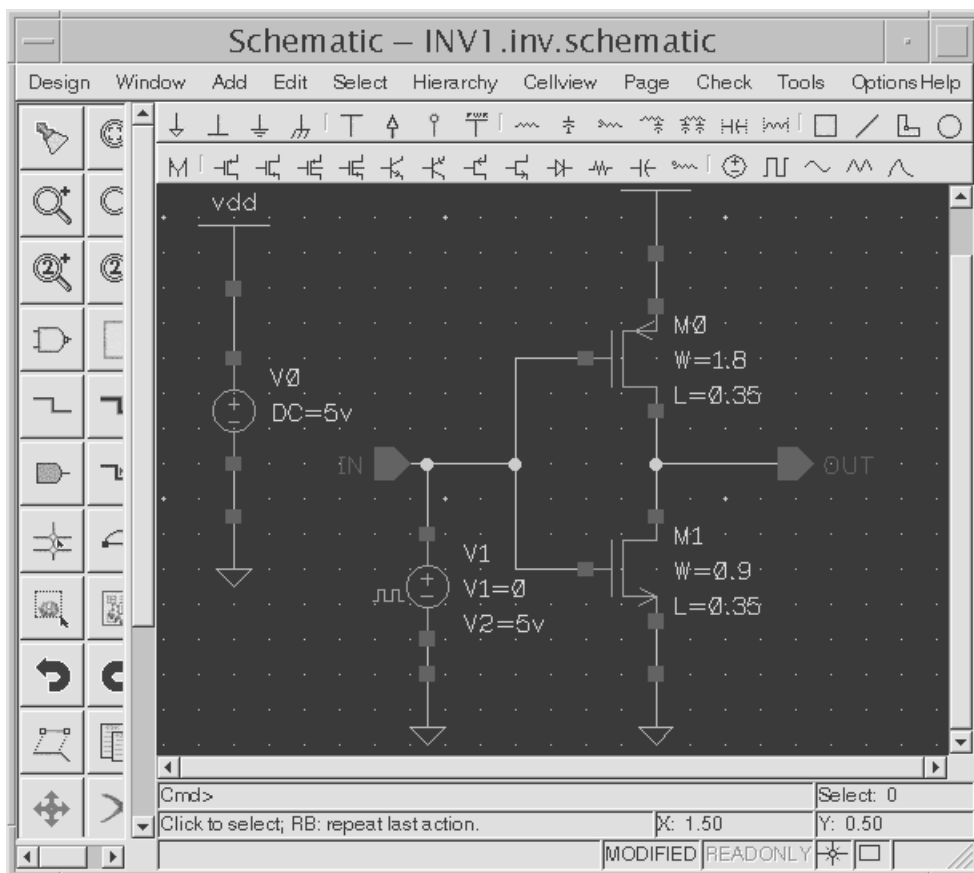 Schematic – INV1.inv.schematic
Design Window Add Edit Select Hierarchy Cellview Page Check Tools Options Help
PWR
M
vdd
M0
W=1.8
L=0.35
V0
DC=5v
IN
OUT
M1
W=0.9
L=0.35
V1
V1=0
V2=5v
Cmd>
Select: 0
Click to select; RB: repeat last action.
X: 1.50
Y: 0.50
MODIFIED READONLY